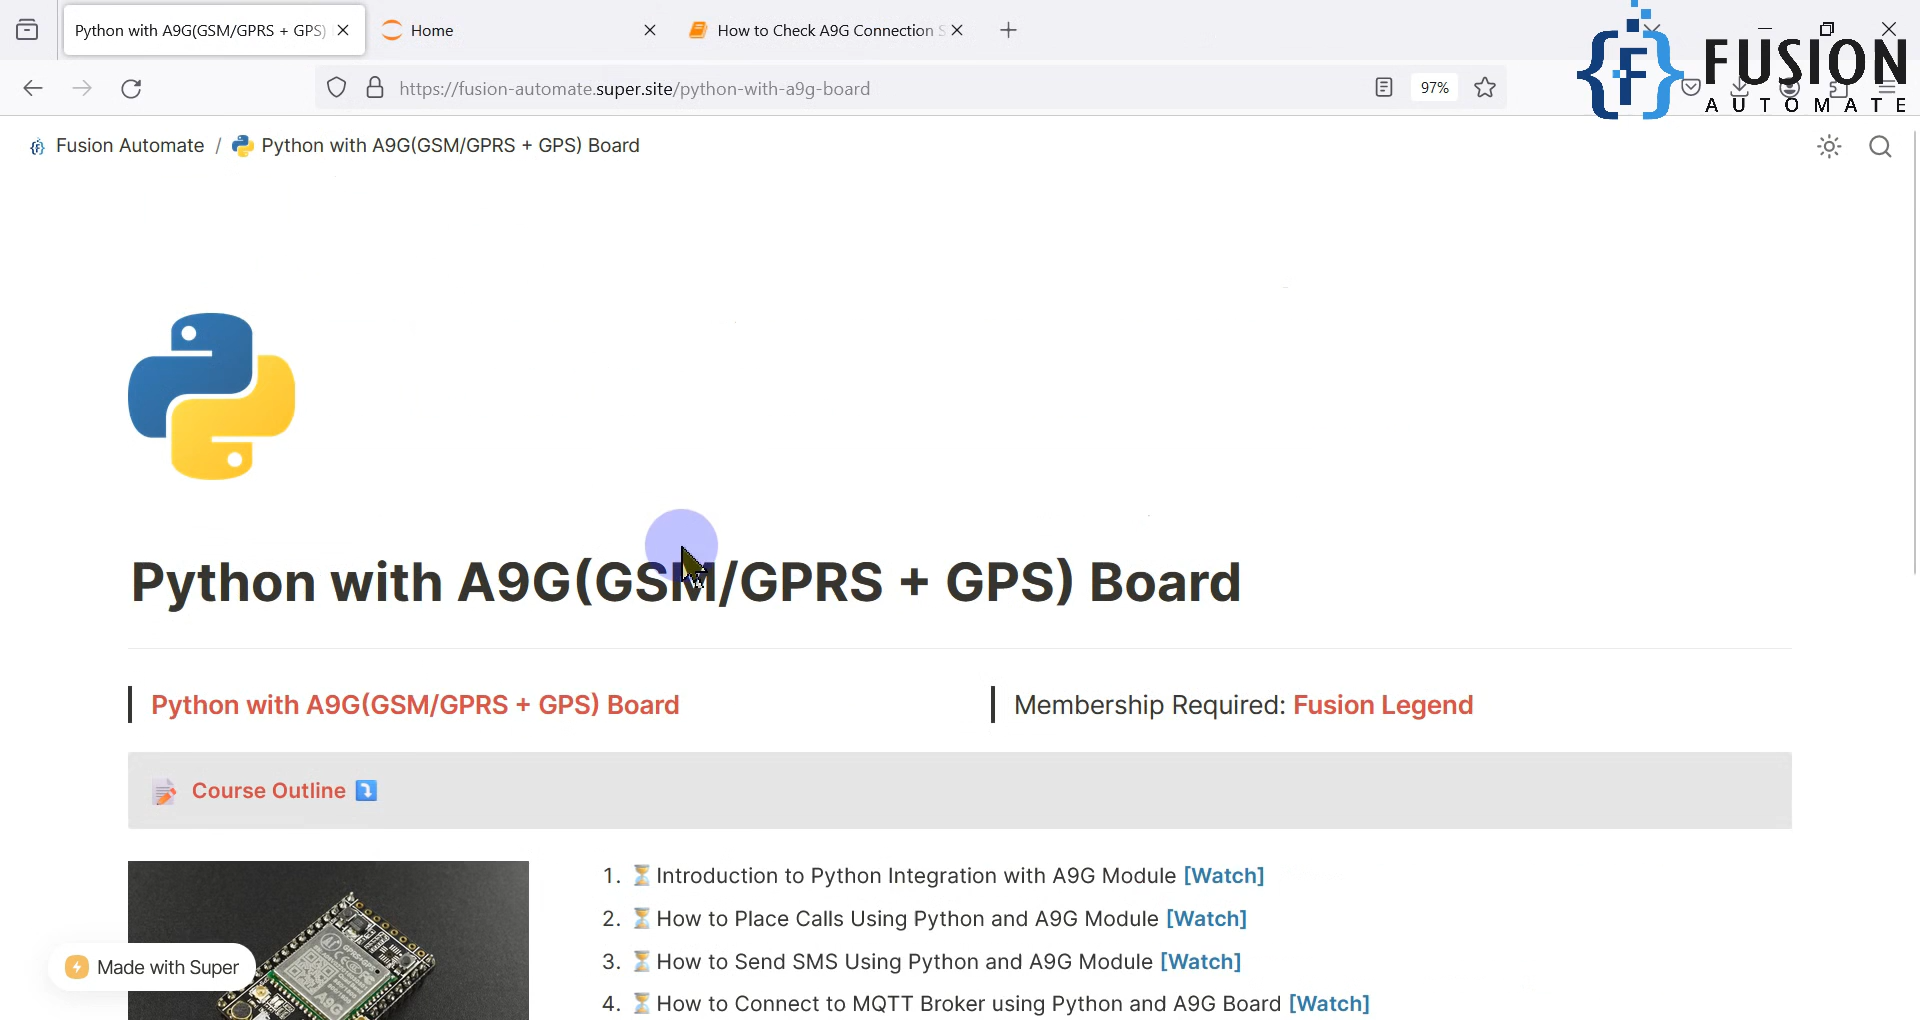 Python with A9G(GSM/GPRS + GPS)
Home
How to Check A9G Connection S
FUSION
AUTOMATE
https://fusion-automate.super.site/python-with-a9g-board
97%
Fusion Automate / Python with A9G(GSM/GPRS + GPS) Board
Python with A9G(GSM/GPRS + GPS) Board
Python with A9G(GSM/GPRS + GPS) Board
Membership Required: Fusion Legend
Course Outline
1. Introduction to Python Integration with A9G Module [Watch]
2. How to Place Calls Using Python and A9G Module [Watch]
3. How to Send SMS Using Python and A9G Module [Watch]
4. How to Connect to MQTT Broker using Python and A9G Board [Watch]
Made with Super
A9G